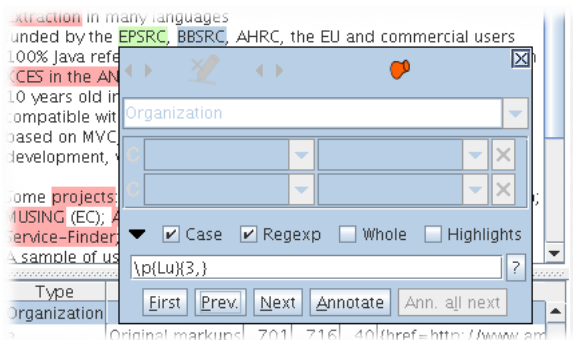 Extraction in many languages
funded by the EPSRC, BBSRC, AHRC, the EU and commercial users
100% Java refe
XCES in the AN
10 years old in
compatible wit
based on MVC,
development,
Organization
C
C
Some projects:
MUSING (EC); A
Service-Finder;
Case Regexp Whole Highlights
A sample of us
\p{Lu}{3,} ?
Type
First Prev. Next Annotate Ann. all next
Organization
Original markups 701 716 40 {href=http://www.am